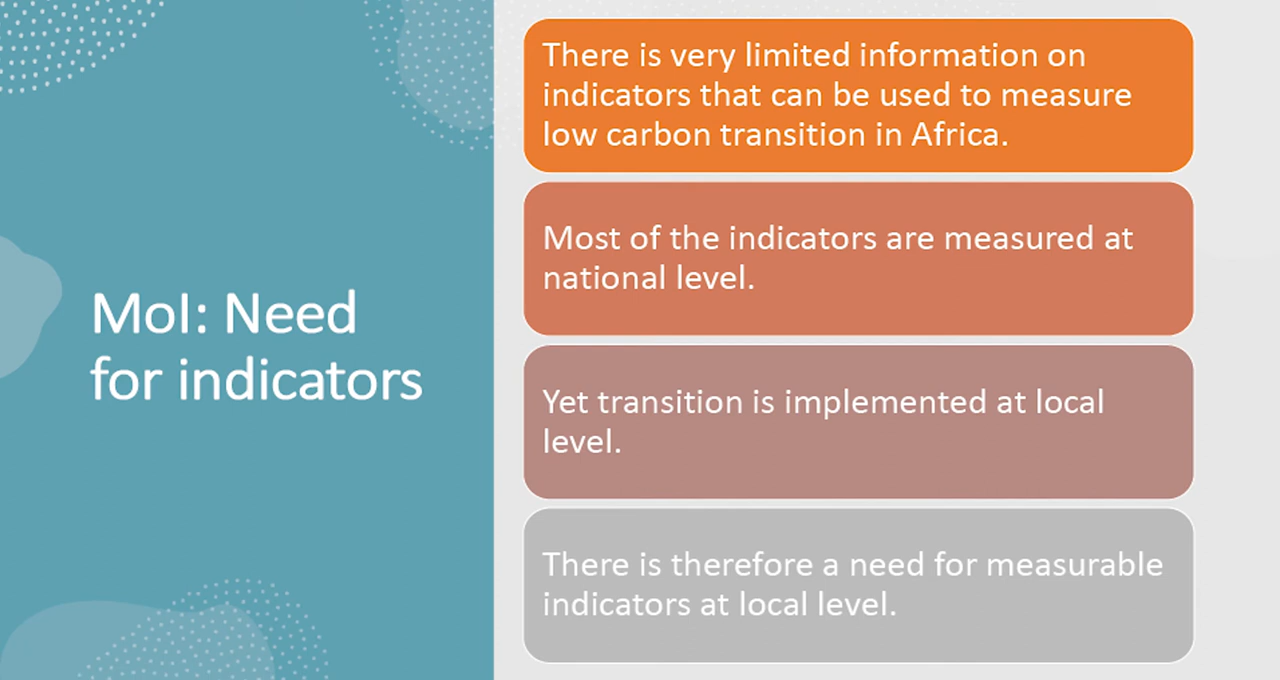 MoI: Need
for indicators
There is very limited information on
indicators that can be used to measure
low carbon transition in Africa.
Most of the indicators are measured at
national level.
Yet transition is implemented at local
level.
There is therefore a need for measurable
indicators at local level.